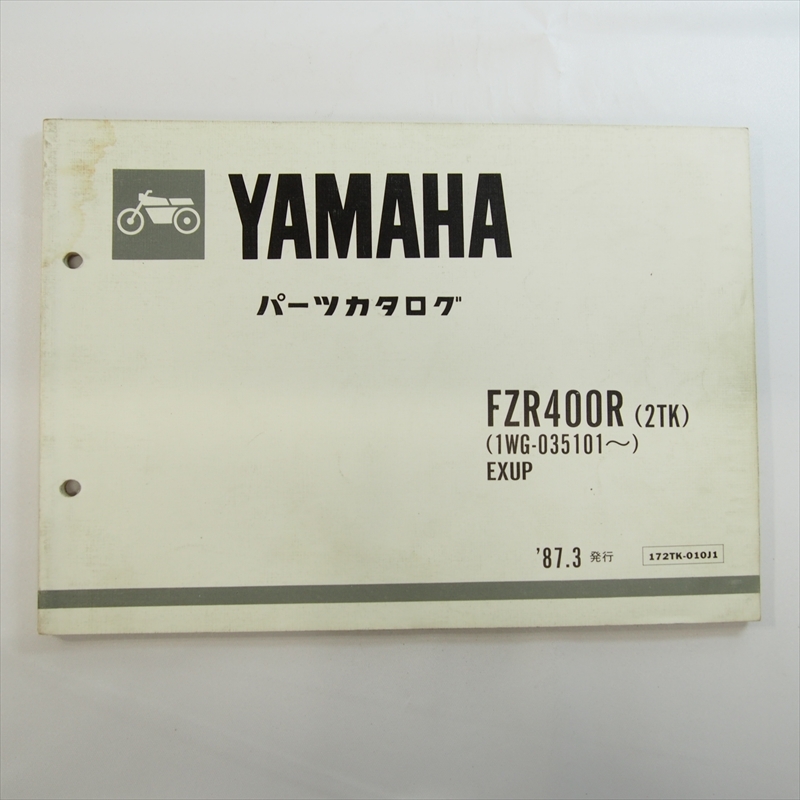 YAMAHA
パーツカタログ
FZR400R (2TK)
(1WG-035101〜)
EXUP
'87.3 発行
172TK-010J1